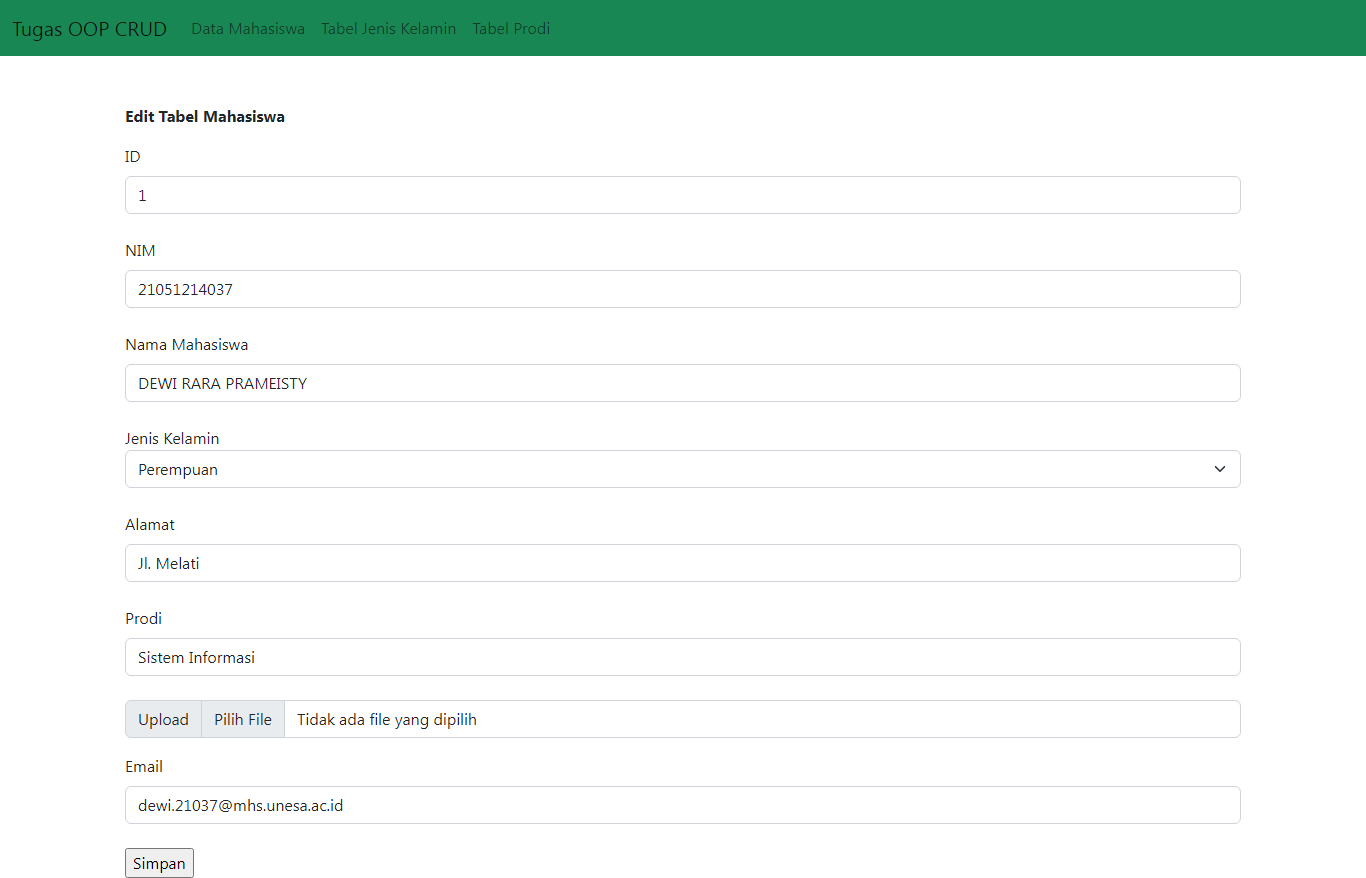 Tugas OOP CRUD Data Mahasiswa Tabel Jenis Kelamin Tabel Prodi
Edit Tabel Mahasiswa
ID
1
NIM
21051214037
Nama Mahasiswa
DEWI RARA PRAMEISTY
Jenis Kelamin
Perempuan
Alamat
Jl. Melati
Prodi
Sistem Informasi
Upload Pilih File Tidak ada file yang dipilih
Email
dewi.21037@mhs.unesa.ac.id
Simpan